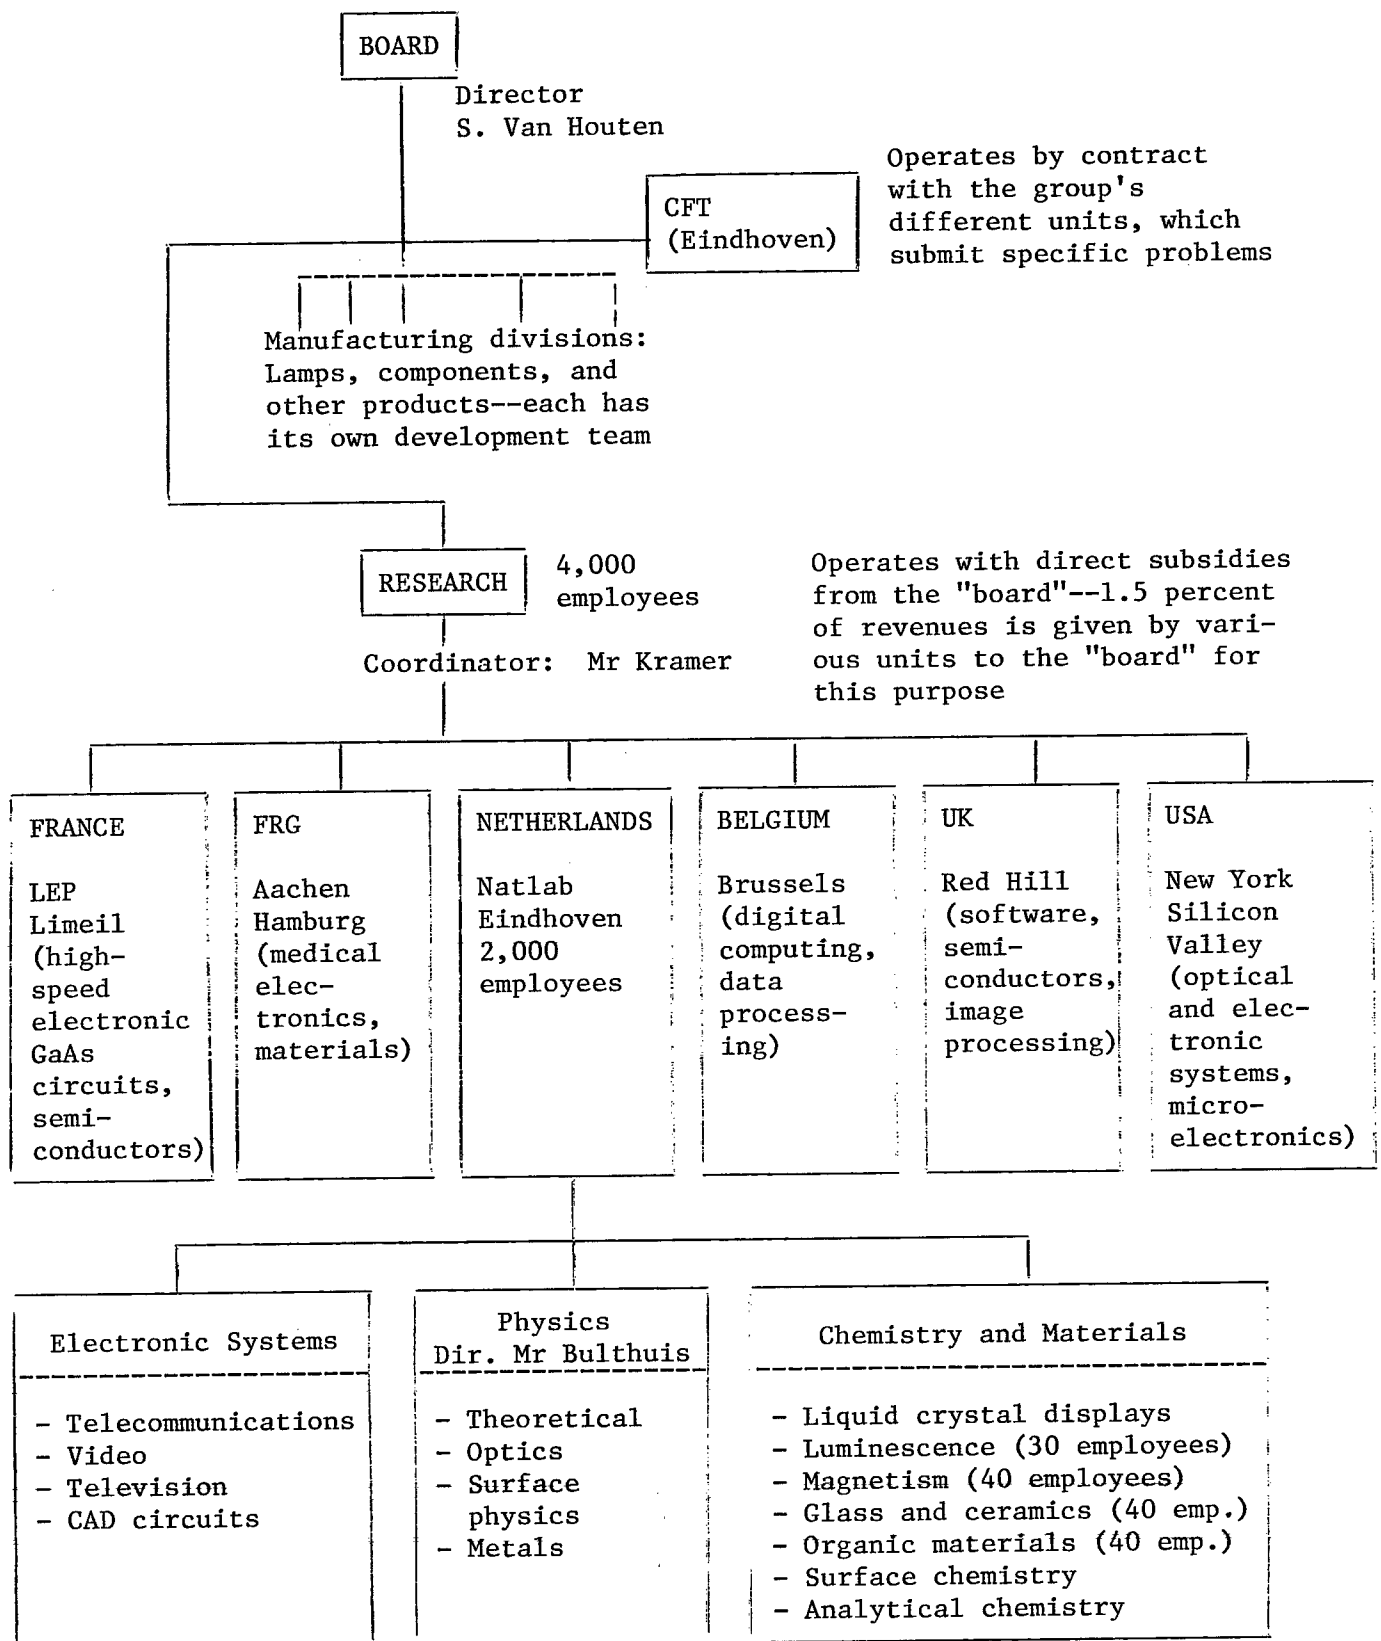 BOARD
Director
S. Van Houten
CFT
(Eindhoven)
Operates by contract
with the group's
different units, which
submit specific problems
Manufacturing divisions:
Lamps, components, and
other products--each has
its own development team
RESEARCH
4,000
employees
Operates with direct subsidies
from the "board"--1.5 percent
of revenues is given by vari-
ous units to the "board" for
this purpose
Coordinator: Mr Kramer
FRANCE
LEP
Limeil
(high-
speed
electronic
GaAs
circuits,
semi-
conductors)
FRG
Aachen
Hamburg
(medical
elec-
tronics,
materials)
NETHERLANDS
Natlab
Eindhoven
2,000
employees
BELGIUM
Brussels
(digital
computing,
data
process-
ing)
UK
Red Hill
(software,
semi-
conductors,
image
processing)
USA
New York
Silicon
Valley
(optical
and elec-
tronic
systems,
micro-
electronics)
Electronic Systems
- Telecommunications
- Video
- Television
- CAD circuits
Physics
Dir. Mr Bulthuis
- Theoretical
- Optics
- Surface
physics
- Metals
Chemistry and Materials
- Liquid crystal displays
- Luminescence (30 employees)
- Magnetism (40 employees)
- Glass and ceramics (40 emp.)
- Organic materials (40 emp.)
- Surface chemistry
- Analytical chemistry